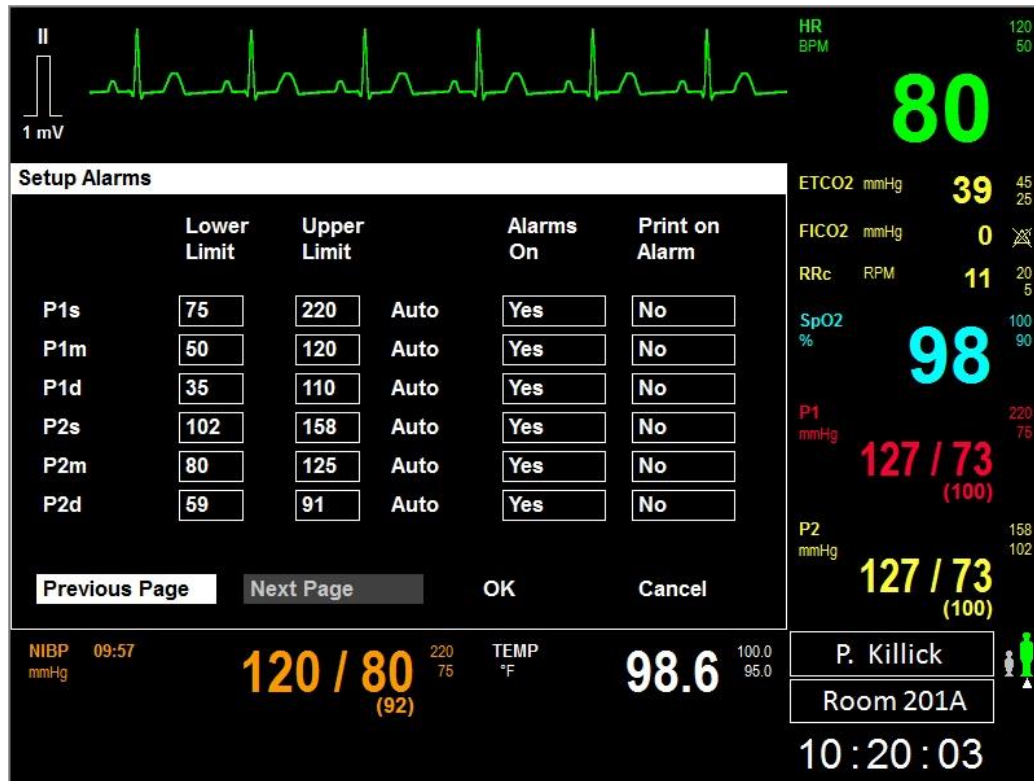 II
1 mV
HR 120
BPM 50
80
Setup Alarms
Lower Limit Upper Limit Alarms On Print on Alarm
P1s 75 220 Auto Yes No
P1m 50 120 Auto Yes No
P1d 35 110 Auto Yes No
P2s 102 158 Auto Yes No
P2m 80 125 Auto Yes No
P2d 59 91 Auto Yes No
Previous Page Next Page OK Cancel
ETCO2 mmHg 39 45
25
FICO2 mmHg 0
RRc RPM 11 20
5
SpO2 100
% 98 90
P1 220
mmHg 75
127 / 73
(100)
P2 158
mmHg 102
127 / 73
(100)
NIBP 09:57 220
mmHg 120 / 80 75
(92)
TEMP 100.0
°F 98.6 95.0
P. Killick
Room 201A
10:20:03